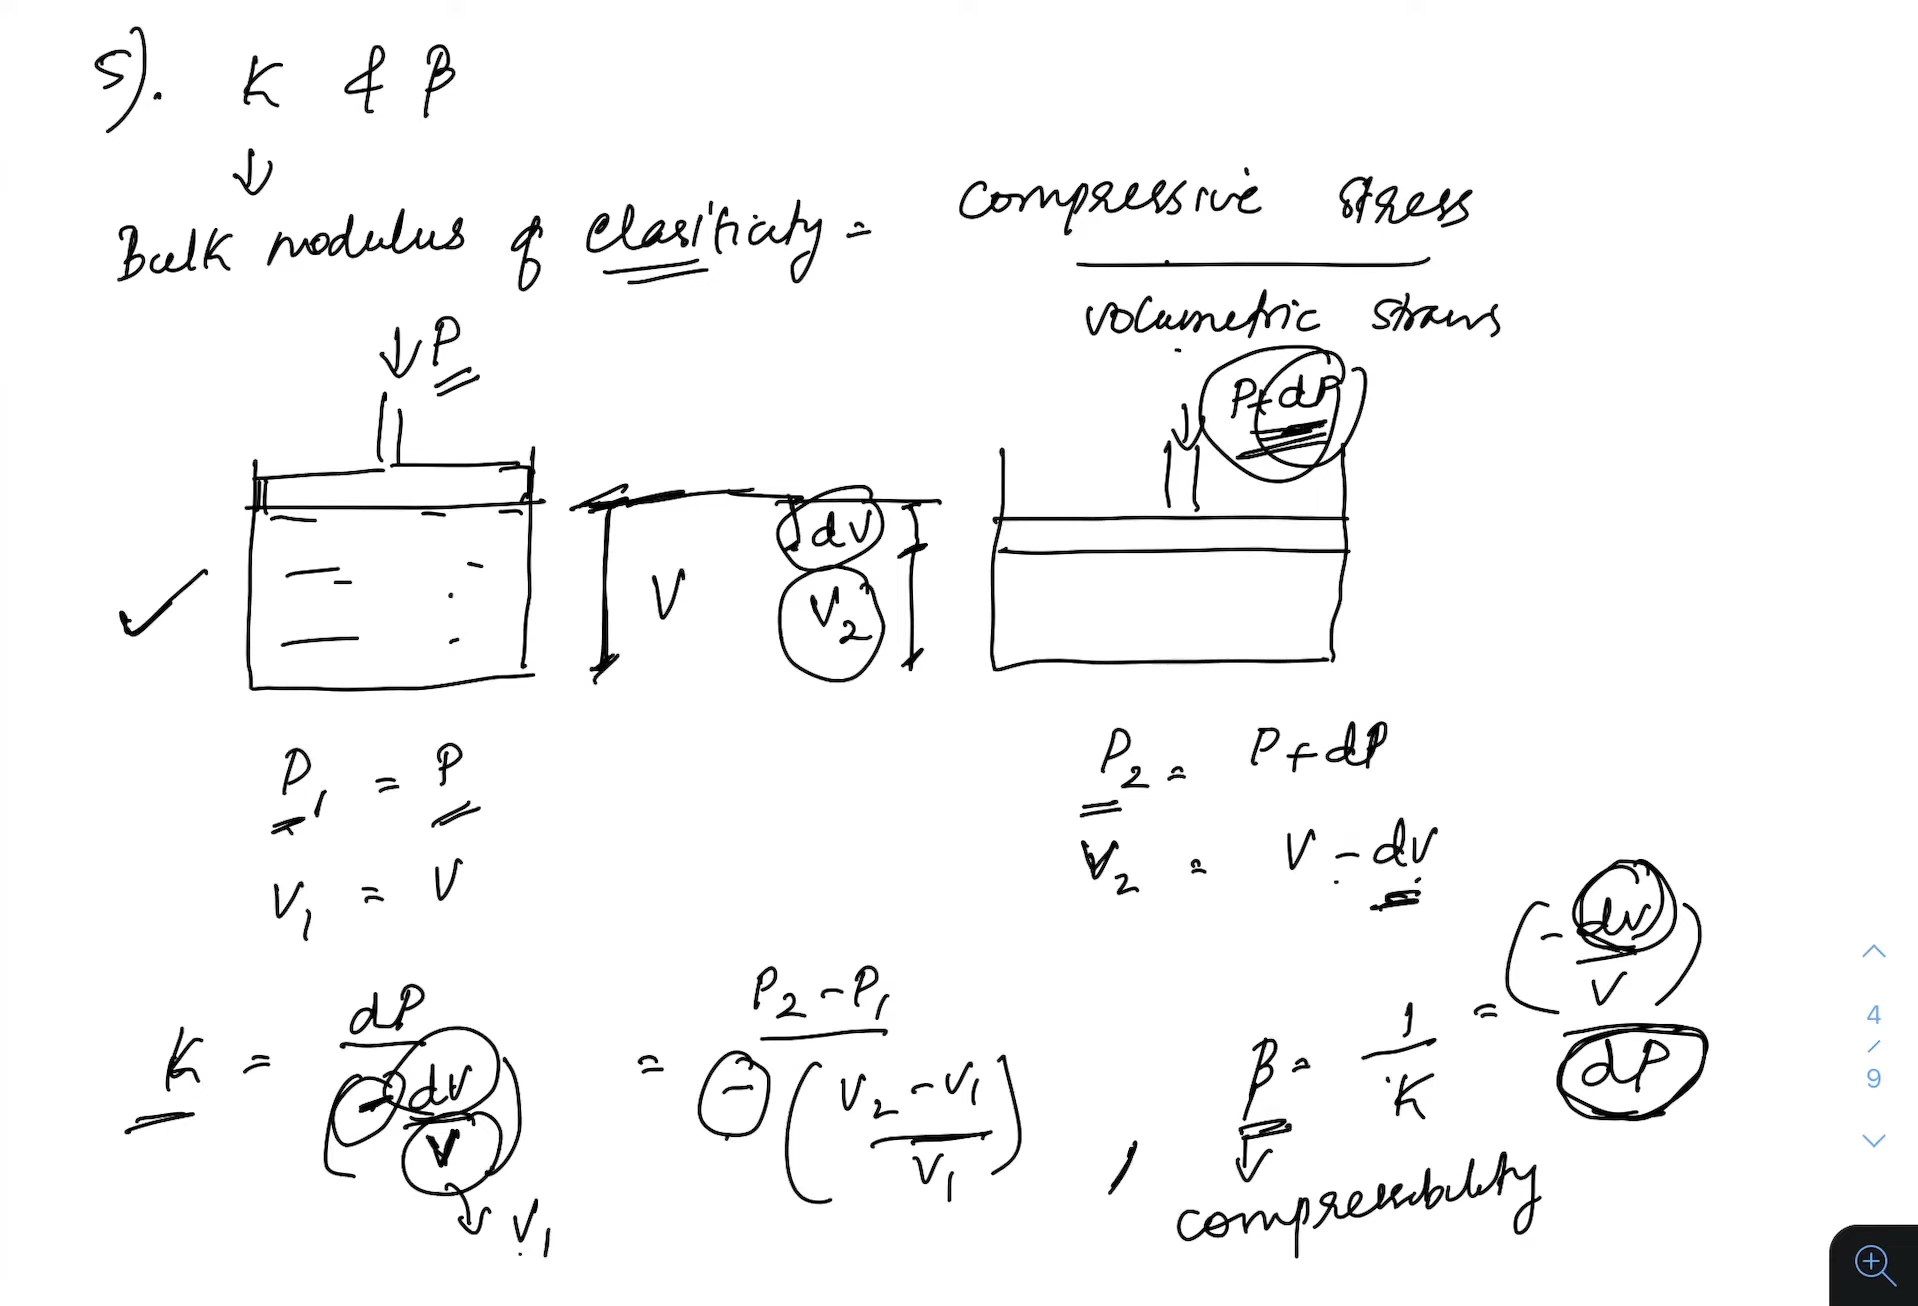 5). K & β
↓
Bulk modulus of elasticity = compressive stress
volumetric strain
↓ P
P + dP
dV
V
V2
P1 = P
P2 = P + dP
V1 = V
V2 = V - dV
K = dP / (- dV / V) = P2 - P1 / - (V2 - V1 / V1) , β = 1 / K = (- dV / V) / dP
↓ V1
↓
compressibility
4
/
9